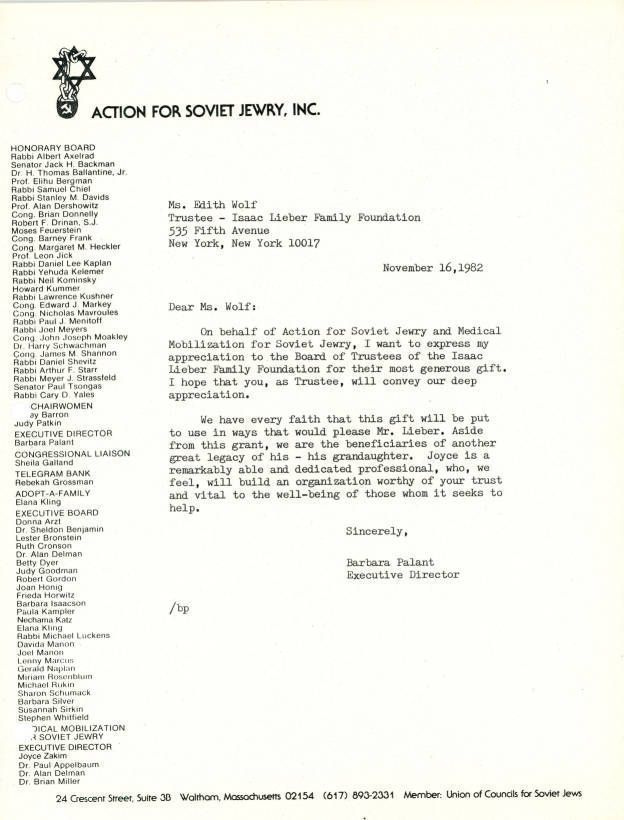 ACTION FOR SOVIET JEWRY, INC.
HONORARY BOARD
Rabbi Albert Axelrad
Senator Jack H. Backman
Dr. H. Thomas Ballantine, Jr.
Prof. Elihu Bergman
Rabbi Samuel Chiel
Rabbi Stanley M. Davids
Prof. Alan Dershowitz
Cong. Brian Donnelly
Robert F. Drinan, S.J.
Moses Feuerstein
Cong. Barney Frank
Cong. Margaret M. Heckler
Prof. Leon Jick
Rabbi Daniel Lee Kaplan
Rabbi Yehuda Kelemer
Rabbi Neil Kominsky
Howard Kummer
Rabbi Lawrence Kushner
Cong. Edward J. Markey
Cong. Nicholas Mavroules
Rabbi Paul J. Menitoff
Rabbi Joel Meyers
Cong. John Joseph Moakley
Dr. Harry Schwachman
Cong. James M. Shannon
Rabbi Daniel Shevitz
Rabbi Arthur F. Starr
Rabbi Meyer J. Strassfeld
Senator Paul Tsongas
Rabbi Cary D. Yales
CHAIRWOMEN
ay Barron
Judy Patkin
EXECUTIVE DIRECTOR
Barbara Palant
CONGRESSIONAL LIAISON
Sheila Galland
TELEGRAM BANK
Rebekah Grossman
ADOPT-A-FAMILY
Elana Kling
EXECUTIVE BOARD
Donna Arzt
Dr. Sheldon Benjamin
Lester Bronstein
Ruth Cronson
Dr. Alan Delman
Betty Dyer
Judy Goodman
Robert Gordon
Joan Honig
Frieda Horwitz
Barbara Isaacson
Paula Kampler
Nechama Katz
Elana Kling
Rabbi Michael Luckens
Davida Manon
Joel Manon
Lenny Marcus
Gerald Naplan
Miriam Rosenblum
Michael Rukin
Sharon Schumack
Barbara Silver
Susannah Sirkin
Stephen Whitfield
DICAL MOBILIZATION
R SOVIET JEWRY
EXECUTIVE DIRECTOR
Joyce Zakim
Dr. Paul Appelbaum
Dr. Alan Delman
Dr. Brian Miller
Ms. Edith Wolf
Trustee - Isaac Lieber Family Foundation
535 Fifth Avenue
New York, New York 10017
November 16,1982
Dear Ms. Wolf:
On behalf of Action for Soviet Jewry and Medical
Mobilization for Soviet Jewry, I want to express my
appreciation to the Board of Trustees of the Isaac
Lieber Family Foundation for their most generous gift.
I hope that you, as Trustee, will convey our deep
appreciation.
We have every faith that this gift will be put
to use in ways that would please Mr. Lieber. Aside
from this grant, we are the beneficiaries of another
great legacy of his - his grandaughter. Joyce is a
remarkably able and dedicated professional, who, we
feel, will build an organization worthy of your trust
and vital to the well-being of those whom it seeks to
help.
Sincerely,
Barbara Palant
Executive Director
/bp
24 Crescent Street, Suite 3B Waltham, Massachusetts 02154 (617) 893-2331 Member: Union of Councils for Soviet Jews